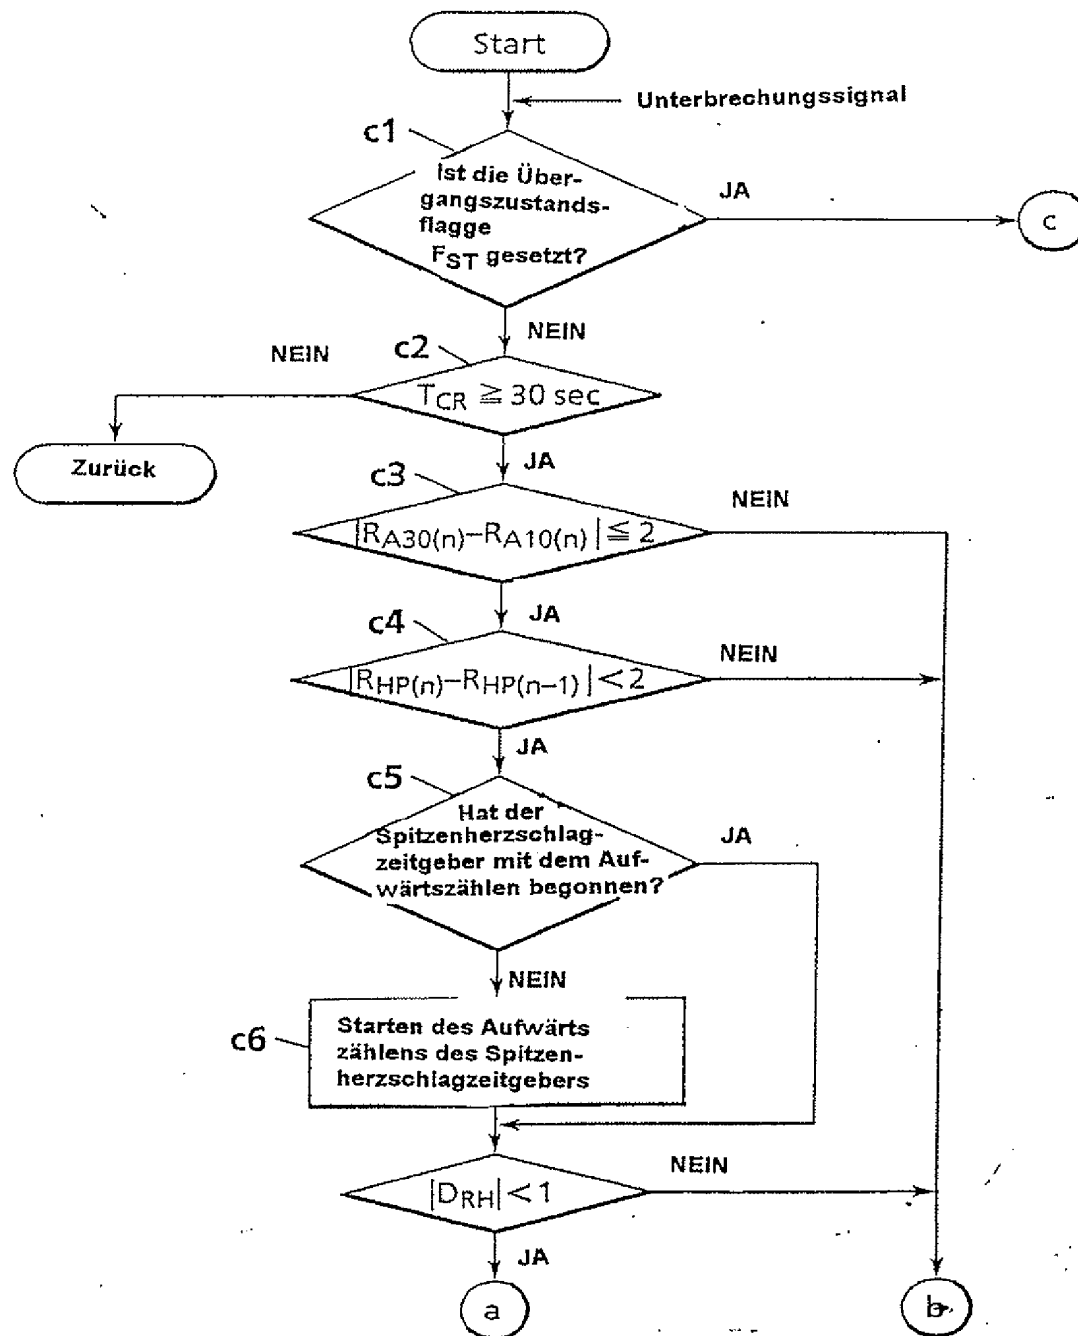 Start
Unterbrechungssignal
c1
Ist die Über-
gangszustands-
flagge
FST gesetzt?
JA
c
NEIN
NEIN
c2
TCR ≧ 30 sec
Zurück
JA
c3
NEIN
|RA30(n)–RA10(n)| ≦ 2
JA
c4
NEIN
|RHP(n)–RHP(n–1)| < 2
JA
c5
Hat der
Spitzenherzschlag-
zeitgeber mit dem Auf-
wärtszählen begonnen?
JA
NEIN
c6
Starten des Aufwärts
zählens des Spitzen-
herzschlagzeitgebers
NEIN
|DRH| < 1
JA
a
b